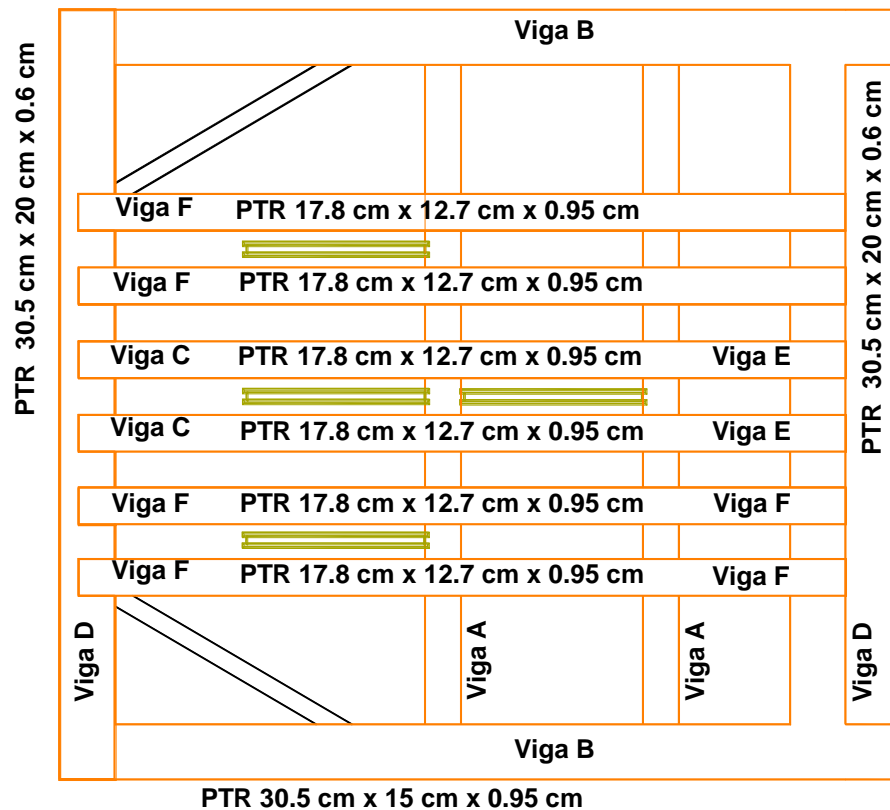 Viga B
PTR 30.5 cm x 20 cm x 0.6 cm
PTR 30.5 cm x 20 cm x 0.6 cm
Viga F PTR 17.8 cm x 12.7 cm x 0.95 cm
Viga F PTR 17.8 cm x 12.7 cm x 0.95 cm
Viga C PTR 17.8 cm x 12.7 cm x 0.95 cm Viga E
Viga C PTR 17.8 cm x 12.7 cm x 0.95 cm Viga E
Viga F PTR 17.8 cm x 12.7 cm x 0.95 cm Viga F
Viga F PTR 17.8 cm x 12.7 cm x 0.95 cm Viga F
Viga D
Viga A
Viga A
Viga D
Viga B
PTR 30.5 cm x 15 cm x 0.95 cm